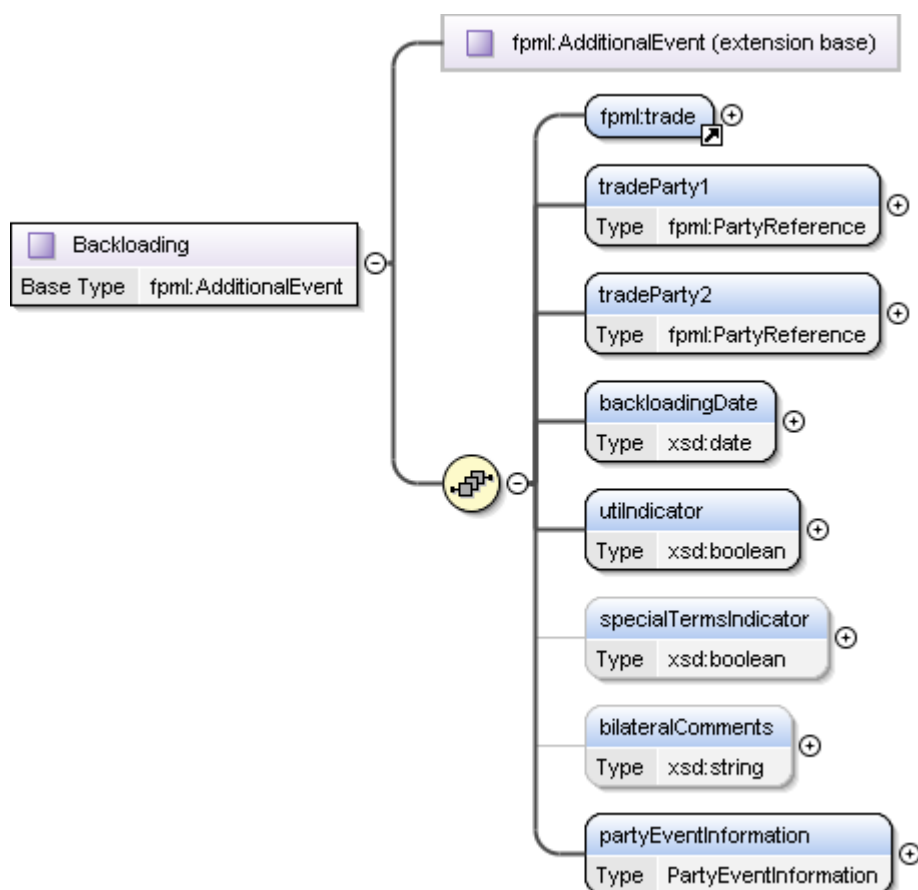 fpml:AdditionalEvent (extension base)
fpml:trade
tradeParty1
Type fpml:PartyReference
Backloading
Base Type fpml:AdditionalEvent
tradeParty2
Type fpml:PartyReference
backloadingDate
Type xsd:date
utiIndicator
Type xsd:boolean
specialTermsIndicator
Type xsd:boolean
bilateralComments
Type xsd:string
partyEventInformation
Type PartyEventInformation